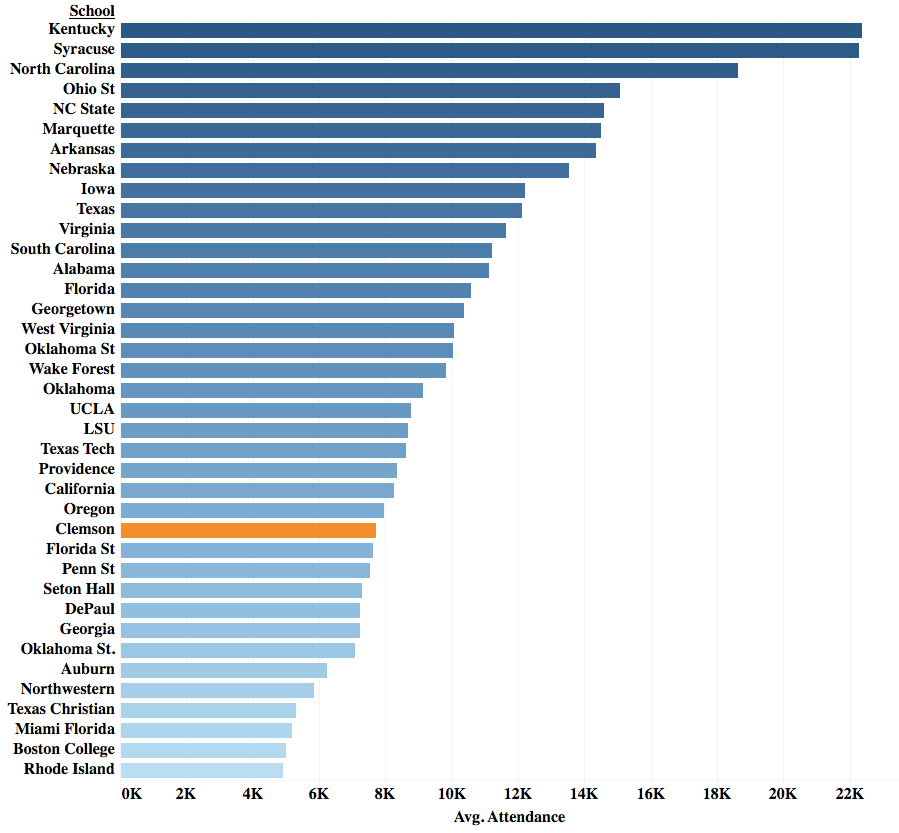 School
Kentucky
Syracuse
North Carolina
Ohio St
NC State
Marquette
Arkansas
Nebraska
Iowa
Texas
Virginia
South Carolina
Alabama
Florida
Georgetown
West Virginia
Oklahoma St
Wake Forest
Oklahoma
UCLA
LSU
Texas Tech
Providence
California
Oregon
Clemson
Florida St
Penn St
Seton Hall
DePaul
Georgia
Oklahoma St.
Auburn
Northwestern
Texas Christian
Miami Florida
Boston College
Rhode Island
0K 2K 4K 6K 8K 10K 12K 14K 16K 18K 20K 22K
Avg. Attendance